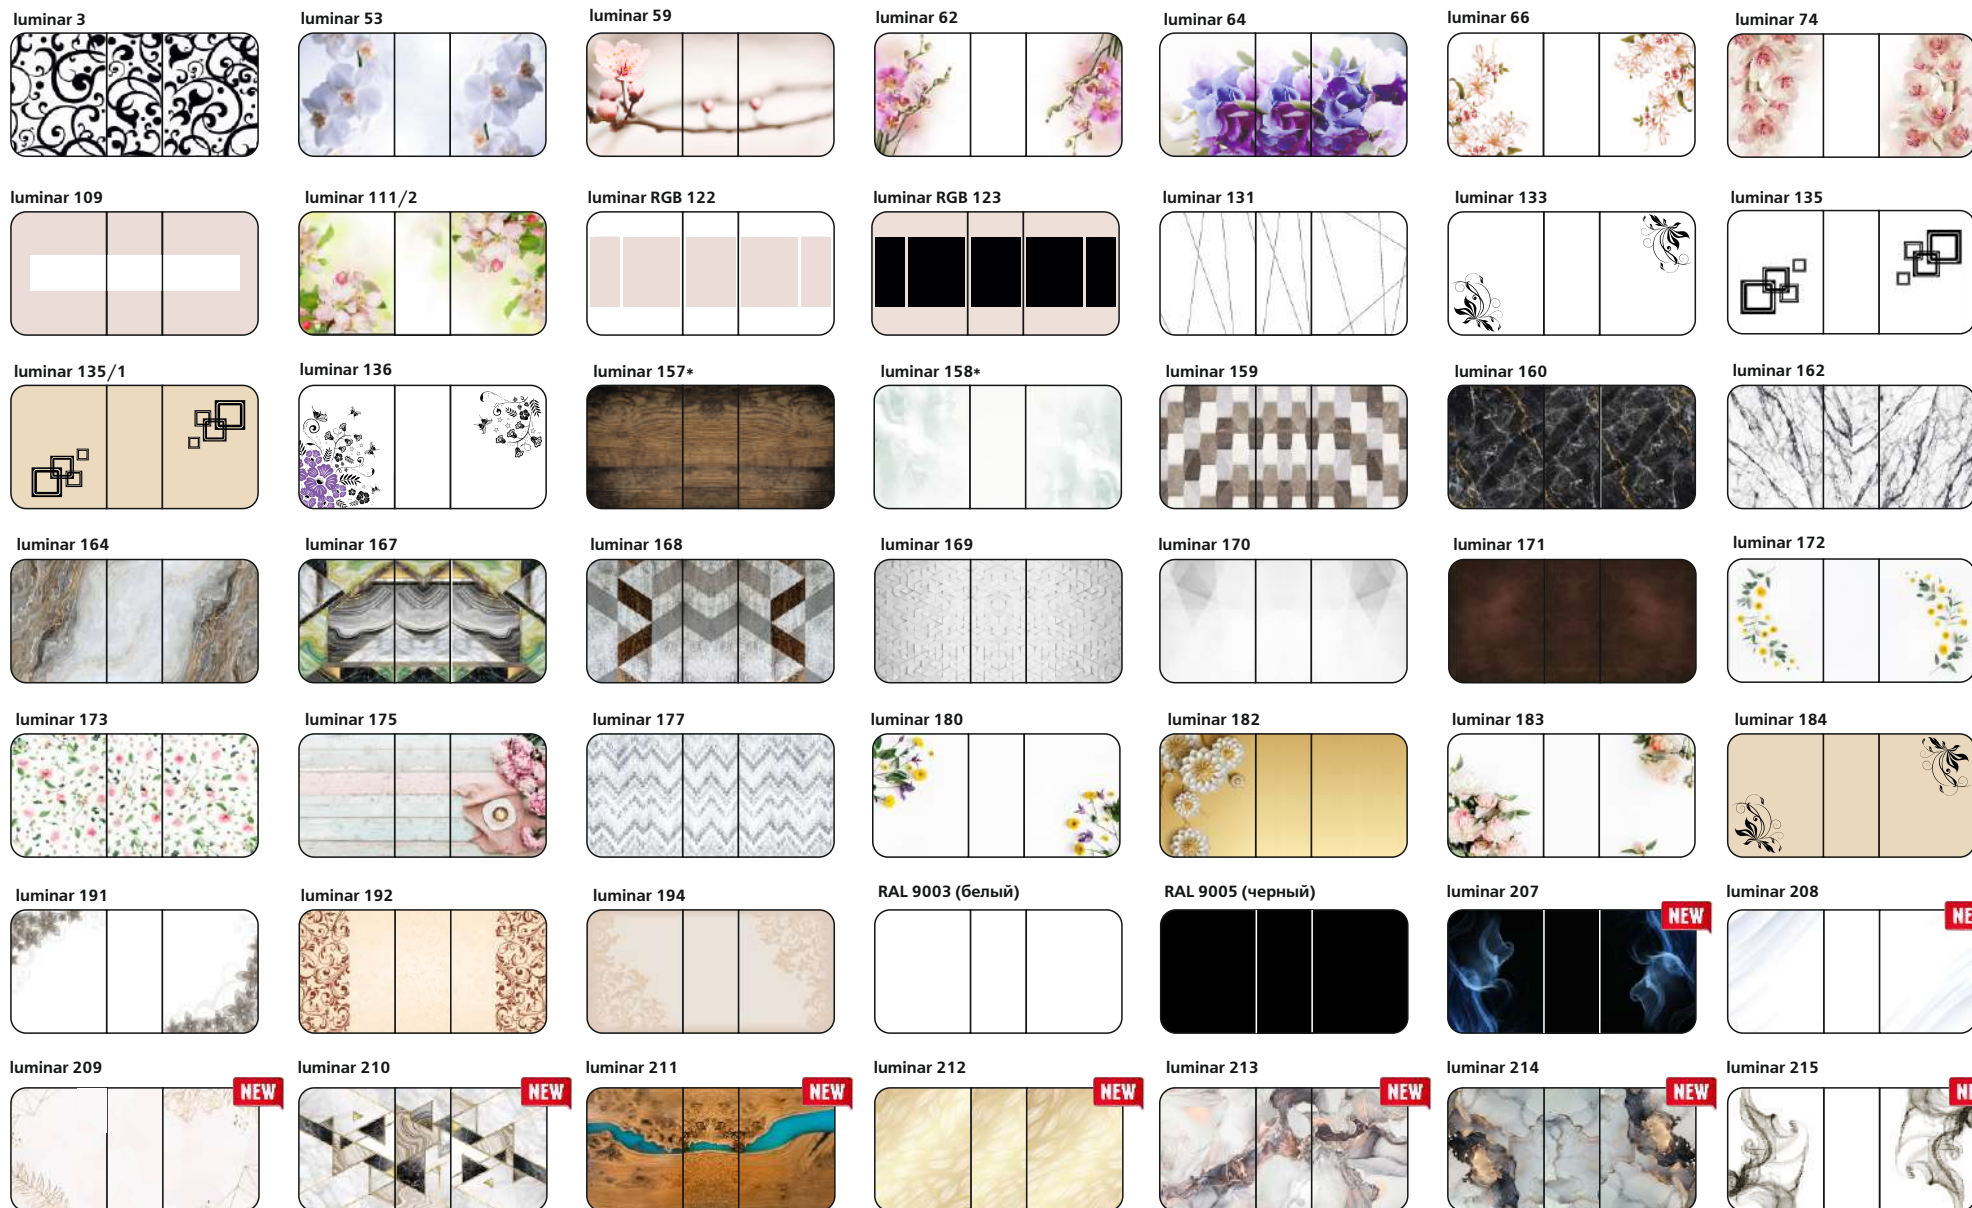 luminar 3
luminar 53
luminar 59
luminar 62
luminar 64
luminar 66
luminar 74
luminar 109
luminar 111/2
luminar RGB 122
luminar RGB 123
luminar 131
luminar 133
luminar 135
luminar 135/1
luminar 136
luminar 157*
luminar 158*
luminar 159
luminar 160
luminar 162
luminar 164
luminar 167
luminar 168
luminar 169
luminar 170
luminar 171
luminar 172
luminar 173
luminar 175
luminar 177
luminar 180
luminar 182
luminar 183
luminar 184
luminar 191
luminar 192
luminar 194
RAL 9003 (белый)
RAL 9005 (черный)
luminar 207
NEW
luminar 208
NE
luminar 209
NEW
luminar 210
NEW
luminar 211
NEW
luminar 212
NEW
luminar 213
NEW
luminar 214
NEW
luminar 215
NE